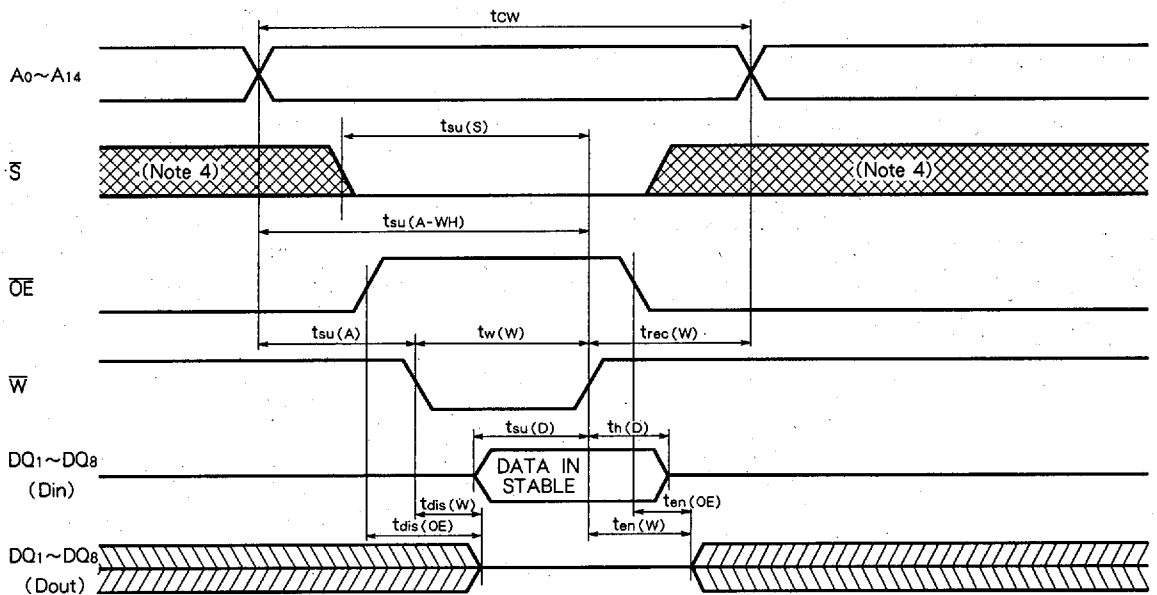 tCW
A0~A14
tsu(S)
S̅
(Note 4)
(Note 4)
tsu(A-WH)
O̅E̅
tsu(A)
tw(W)
trec(W)
W̅
tsu(D)
th(D)
DQ1~DQ8
(Din)
DATA IN
STABLE
tdis(W)
ten(OE)
tdis(OE)
ten(W)
DQ1~DQ8
(Dout)